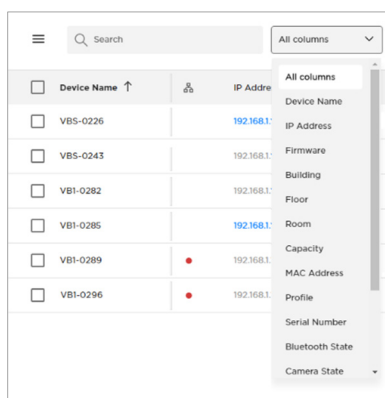 Search
All columns
Device Name ↑
IP Addre
VBS-0226
192.168.1.
VBS-0243
192.168.1.
VB1-0282
192.168.1.
VB1-0285
192.168.1.
VB1-0289
192.168.1.
VB1-0296
192.168.1.
All columns
Device Name
IP Address
Firmware
Building
Floor
Room
Capacity
MAC Address
Profile
Serial Number
Bluetooth State
Camera State